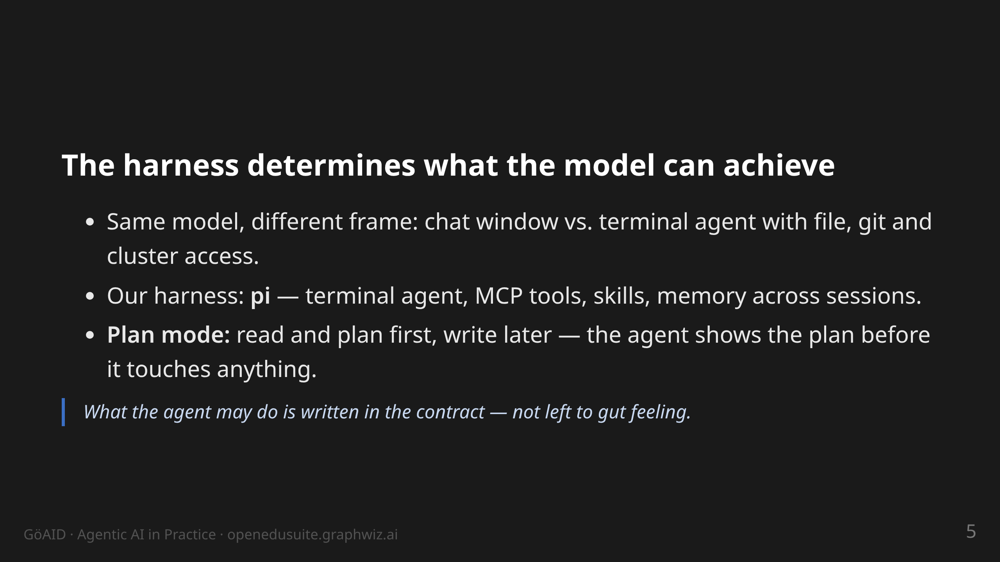 The harness determines what the model can achieve
• Same model, different frame: chat window vs. terminal agent with file, git and
cluster access.
• Our harness: pi — terminal agent, MCP tools, skills, memory across sessions.
• Plan mode: read and plan first, write later — the agent shows the plan before
it touches anything.
What the agent may do is written in the contract — not left to gut feeling.
GöAID · Agentic AI in Practice · openedusuite.graphwiz.ai
5